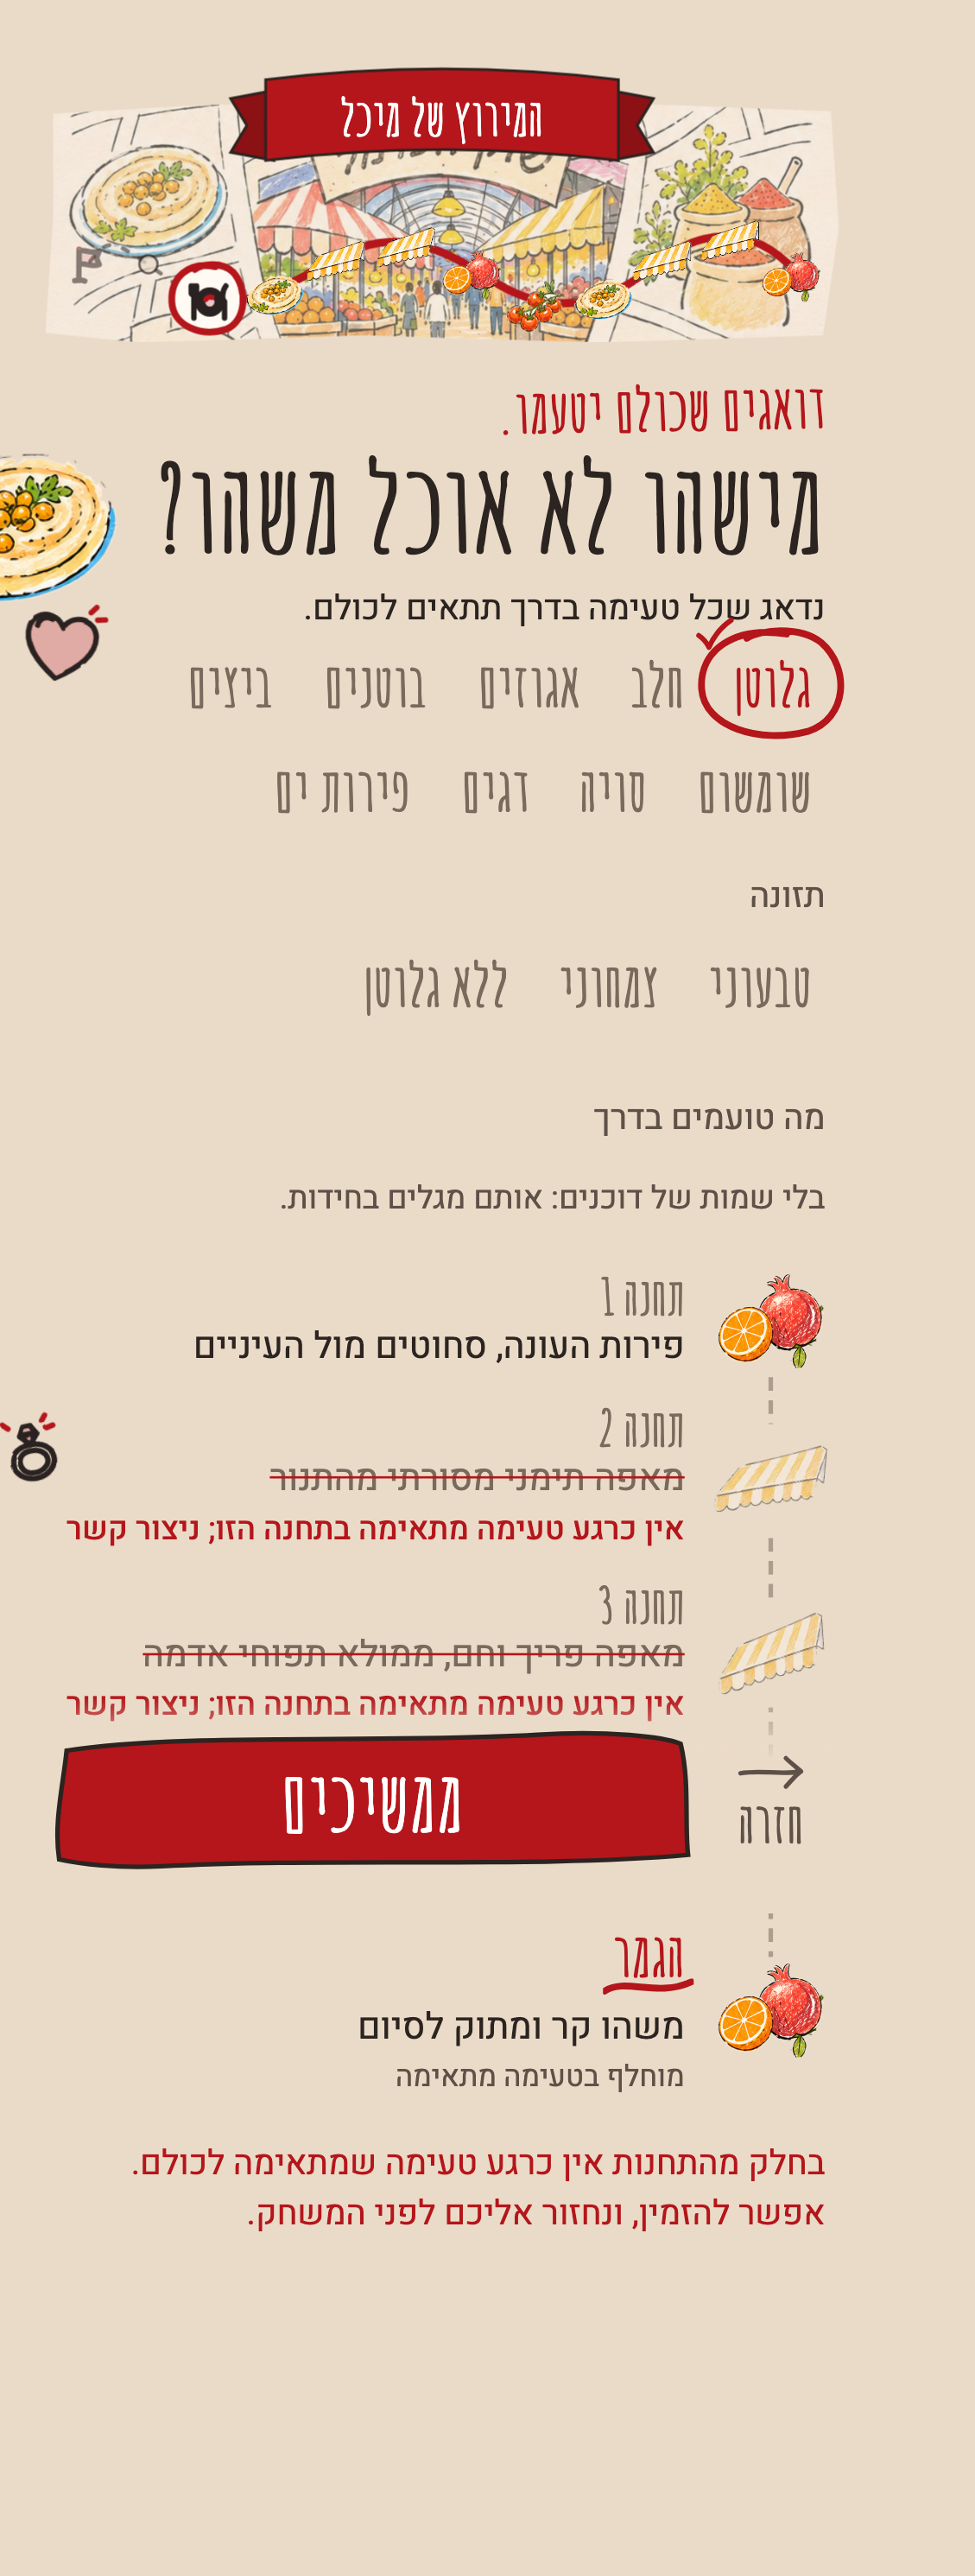 המירוץ של מיכל
דואגים שכולם יטעמו.
מישהו לא אוכל משהו?
נדאג שכל טעימה בדרך תתאים לכולם.
גלוטן חלב אגוזים בוטנים ביצים
שומשום סויה דגים פירות ים
תזונה
טבעוני צמחוני ללא גלוטן
מה טועמים בדרך
בלי שמות של דוכנים: אותם מגלים בחידות.
תחנה 1
פירות העונה, סחוטים מול העיניים
תחנה 2
מאפה תימני מסורתי מהתנור
אין כרגע טעימה מתאימה בתחנה הזו; ניצור קשר
תחנה 3
מאפה פריך וחם, ממולא תפוחי אדמה
אין כרגע טעימה מתאימה בתחנה הזו; ניצור קשר
חזרה
ממשיכים
הגמר
משהו קר ומתוק לסיום
מוחלף בטעימה מתאימה
בחלק מהתחנות אין כרגע טעימה שמתאימה לכולם.
אפשר להזמין, ונחזור אליכם לפני המשחק.